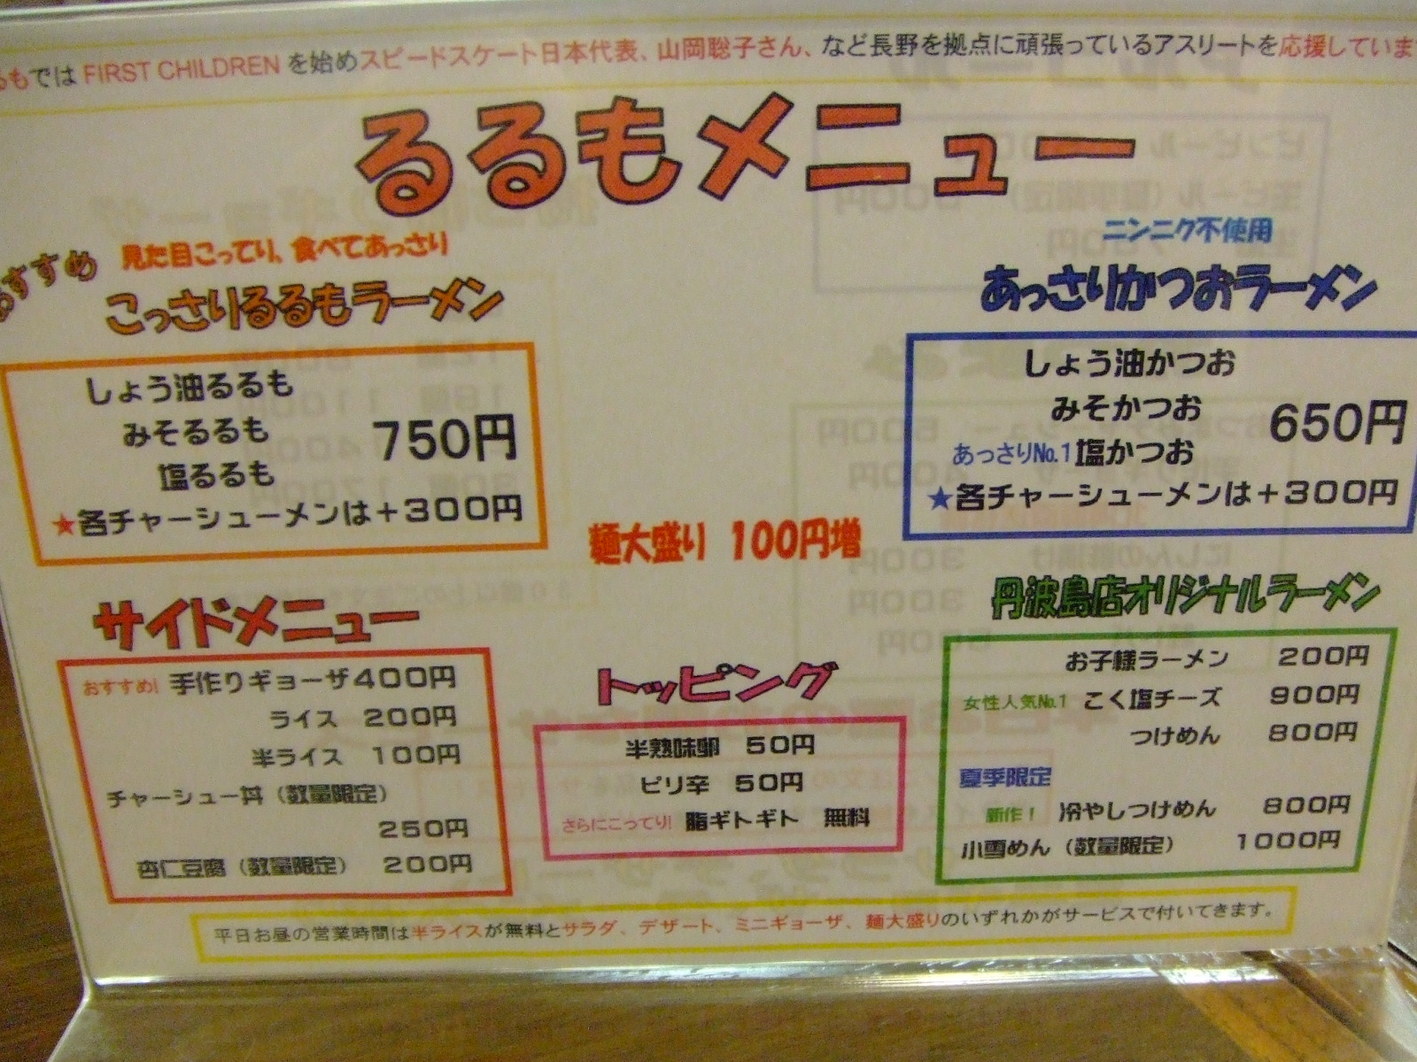 るもでは FIRST CHILDREN を始めスピードスケート日本代表、山岡聡子さん、など長野を拠点に頑張っているアスリートを応援していま
るるもメニュー
おすすめ 見た目こってり、食べてあっさり
こっさりるるもラーメン
しょう油るるも
みそるるも 750円
塩るるも
★各チャーシューメンは+300円
ニンニク不使用
あっさりかつおラーメン
しょう油かつお
みそかつお 650円
あっさりNo.1塩かつお
★各チャーシューメンは+300円
麺大盛り 100円増
サイドメニュー
おすすめ! 手作りギョーザ400円
ライス 200円
半ライス 100円
チャーシュー丼(数量限定)
250円
杏仁豆腐(数量限定) 200円
トッピング
半熟味卵 50円
ピリ辛 50円
さらにこってり! 脂ギトギト 無料
丹波島店オリジナルラーメン
お子様ラーメン 200円
女性人気No.1 こく塩チーズ 900円
つけめん 800円
夏季限定
新作! 冷やしつけめん 800円
小雪めん(数量限定) 1000円
平日お昼の営業時間は半ライスが無料とサラダ、デザート、ミニギョーザ、麺大盛りのいずれかがサービスで付いてきます。